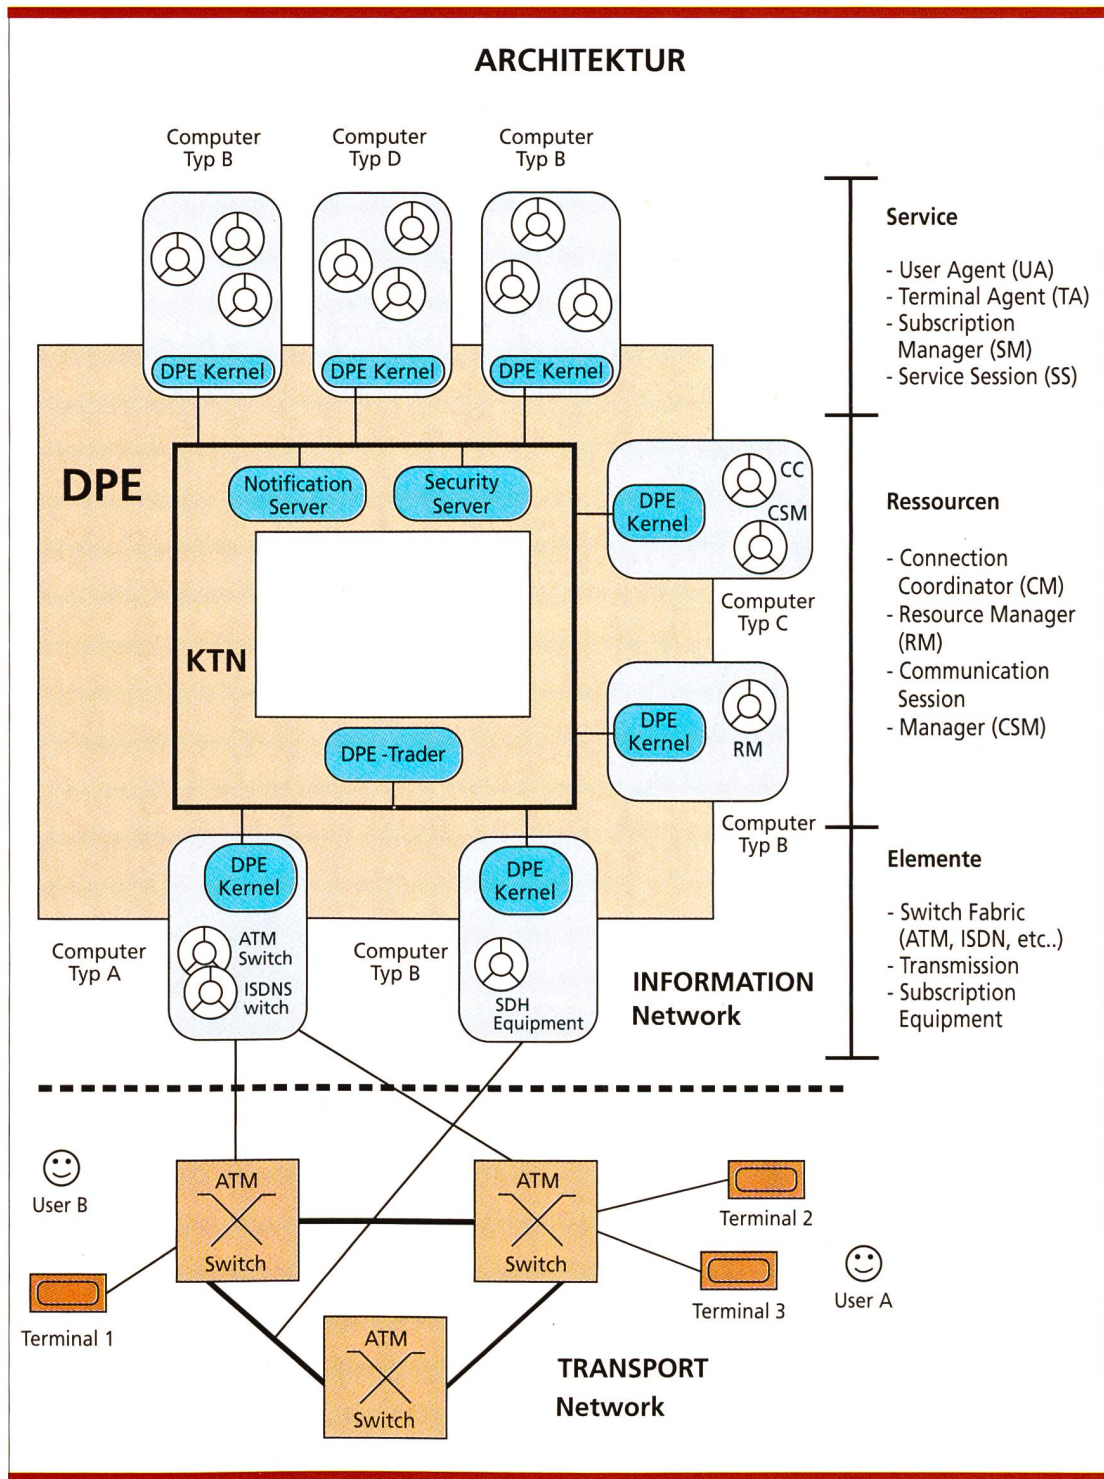 ARCHITEKTUR
Computer
Typ B
Computer
Typ D
Computer
Typ B
DPE Kernel
DPE Kernel
DPE Kernel
DPE
Notification
Server
Security
Server
KTN
DPE -Trader
DPE
Kernel
CC
CSM
Computer
Typ C
DPE
Kernel
RM
Computer
Typ B
DPE
Kernel
ATM
Switch
ISDNS
witch
Computer
Typ A
DPE
Kernel
SDH
Equipment
Computer
Typ B
INFORMATION
Network
Service
- User Agent (UA)
- Terminal Agent (TA)
- Subscription
Manager (SM)
- Service Session (SS)
Ressourcen
- Connection
Coordinator (CM)
- Resource Manager
(RM)
- Communication
Session
- Manager (CSM)
Elemente
- Switch Fabric
(ATM, ISDN, etc..)
- Transmission
- Subscription
Equipment
User B
ATM
Switch
ATM
Switch
Terminal 2
Terminal 3
User A
Terminal 1
ATM
Switch
TRANSPORT
Network